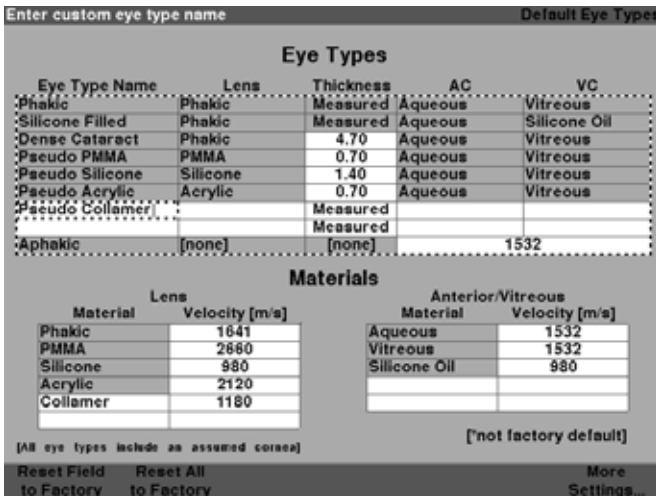 Enter custom eye type name Default Eye Types
Eye Types
Eye Type Name Lens Thickness AC VC
Phakic Phakic Measured Aqueous Vitreous
Silicone Filled Phakic Measured Aqueous Silicone Oil
Dense Cataract Phakic 4.70 Aqueous Vitreous
Pseudo PMMA PMMA 0.70 Aqueous Vitreous
Pseudo Silicone Silicone 1.40 Aqueous Vitreous
Pseudo Acrylic Acrylic 0.70 Aqueous Vitreous
Pseudo Collamer Measured
Measured
Aphakic [none] [none] 1532
Materials
Lens Anterior/Vitreous
Material Velocity [m/s] Material Velocity [m/s]
Phakic 1641 Aqueous 1532
PMMA 2660 Vitreous 1532
Silicone 980 Silicone Oil 980
Acrylic 2120
Collamer 1180
[*not factory default]
[All eye types include an assumed cornea]
Reset Field Reset All More
to Factory to Factory Settings...